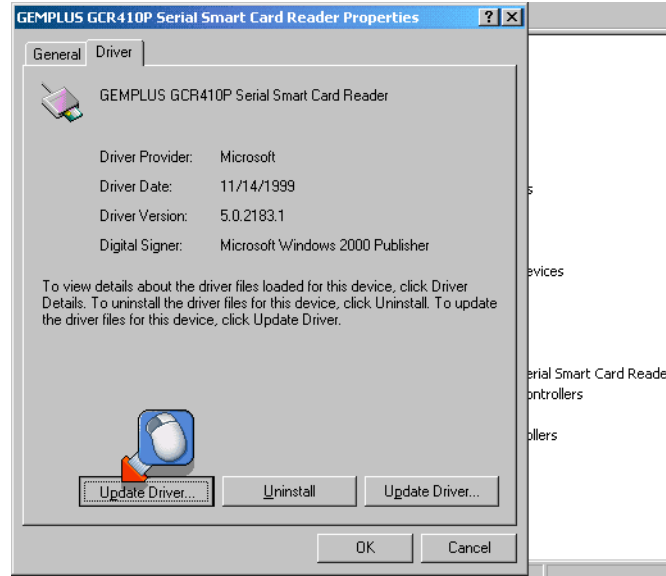 GEMPLUS GCR410P Serial Smart Card Reader Properties
General Driver
GEMPLUS GCR410P Serial Smart Card Reader
Driver Provider: Microsoft
Driver Date: 11/14/1999
Driver Version: 5.0.2183.1
Digital Signer: Microsoft Windows 2000 Publisher
To view details about the driver files loaded for this device, click Driver
Details. To uninstall the driver files for this device, click Uninstall. To update
the driver files for this device, click Update Driver.
Update Driver... Uninstall Update Driver...
OK Cancel
s
evices
erial Smart Card Reade
ontrollers
ollers